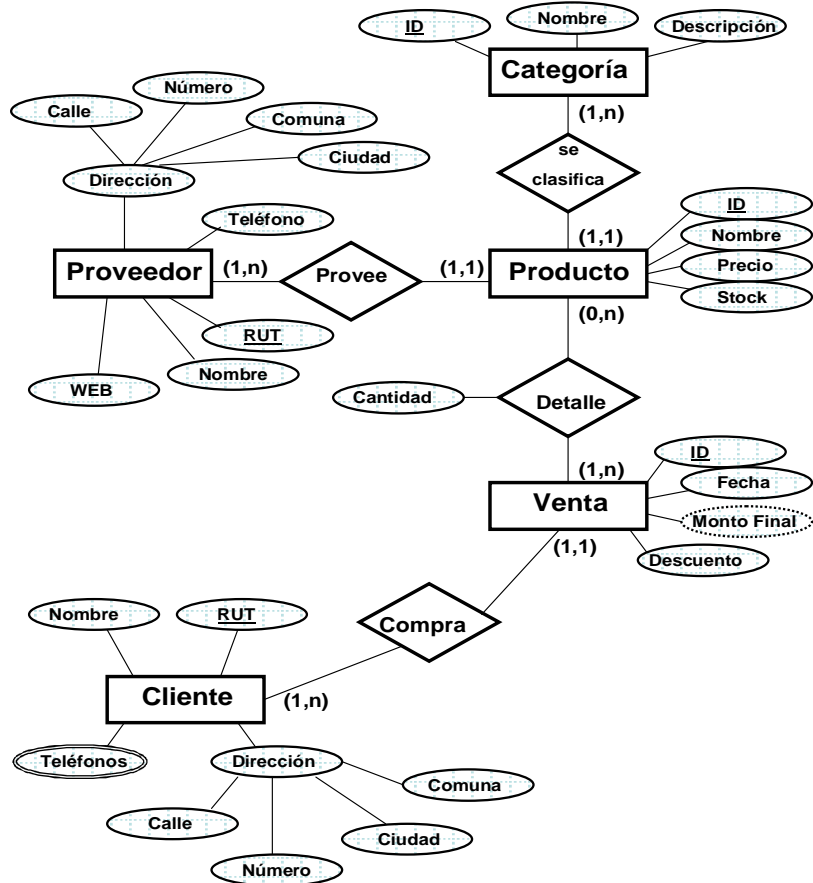 Nombre
ID
Descripción
Categoría
(1,n)
Número
Calle
Comuna
Ciudad
Dirección
se
clasifica
Teléfono
(1,1)
ID
Nombre
Precio
Stock
Proveedor
(1,n)
Provee
(1,1)
Producto
(0,n)
RUT
Nombre
WEB
Cantidad
Detalle
(1,n)
ID
Fecha
Monto Final
Descuento
Venta
(1,1)
Compra
Nombre
RUT
Cliente
(1,n)
Teléfonos
Dirección
Comuna
Calle
Ciudad
Número